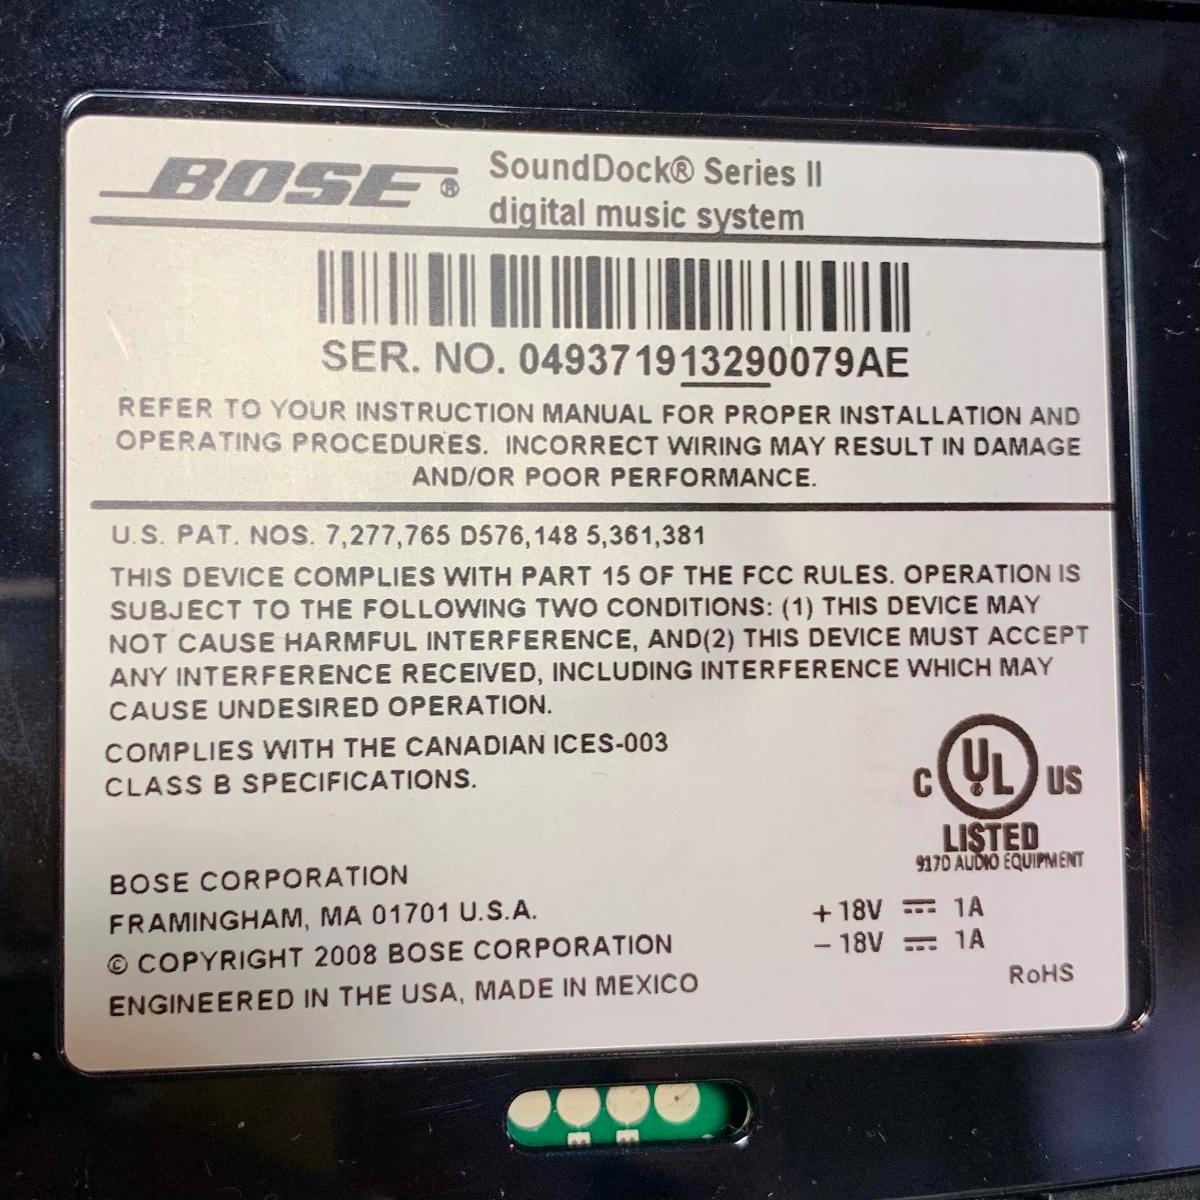 BOSE® SoundDock® Series II
digital music system
SER. NO. 049371913290079AE
REFER TO YOUR INSTRUCTION MANUAL FOR PROPER INSTALLATION AND
OPERATING PROCEDURES. INCORRECT WIRING MAY RESULT IN DAMAGE
AND/OR POOR PERFORMANCE.
U.S. PAT. NOS. 7,277,765 D576,148 5,361,381
THIS DEVICE COMPLIES WITH PART 15 OF THE FCC RULES. OPERATION IS
SUBJECT TO THE FOLLOWING TWO CONDITIONS: (1) THIS DEVICE MAY
NOT CAUSE HARMFUL INTERFERENCE, AND(2) THIS DEVICE MUST ACCEPT
ANY INTERFERENCE RECEIVED, INCLUDING INTERFERENCE WHICH MAY
CAUSE UNDESIRED OPERATION.
COMPLIES WITH THE CANADIAN ICES-003
CLASS B SPECIFICATIONS.
C UL US
LISTED
917D AUDIO EQUIPMENT
BOSE CORPORATION
FRAMINGHAM, MA 01701 U.S.A.
© COPYRIGHT 2008 BOSE CORPORATION
ENGINEERED IN THE USA, MADE IN MEXICO
+ 18V ⎓ 1A
– 18V ⎓ 1A
RoHS